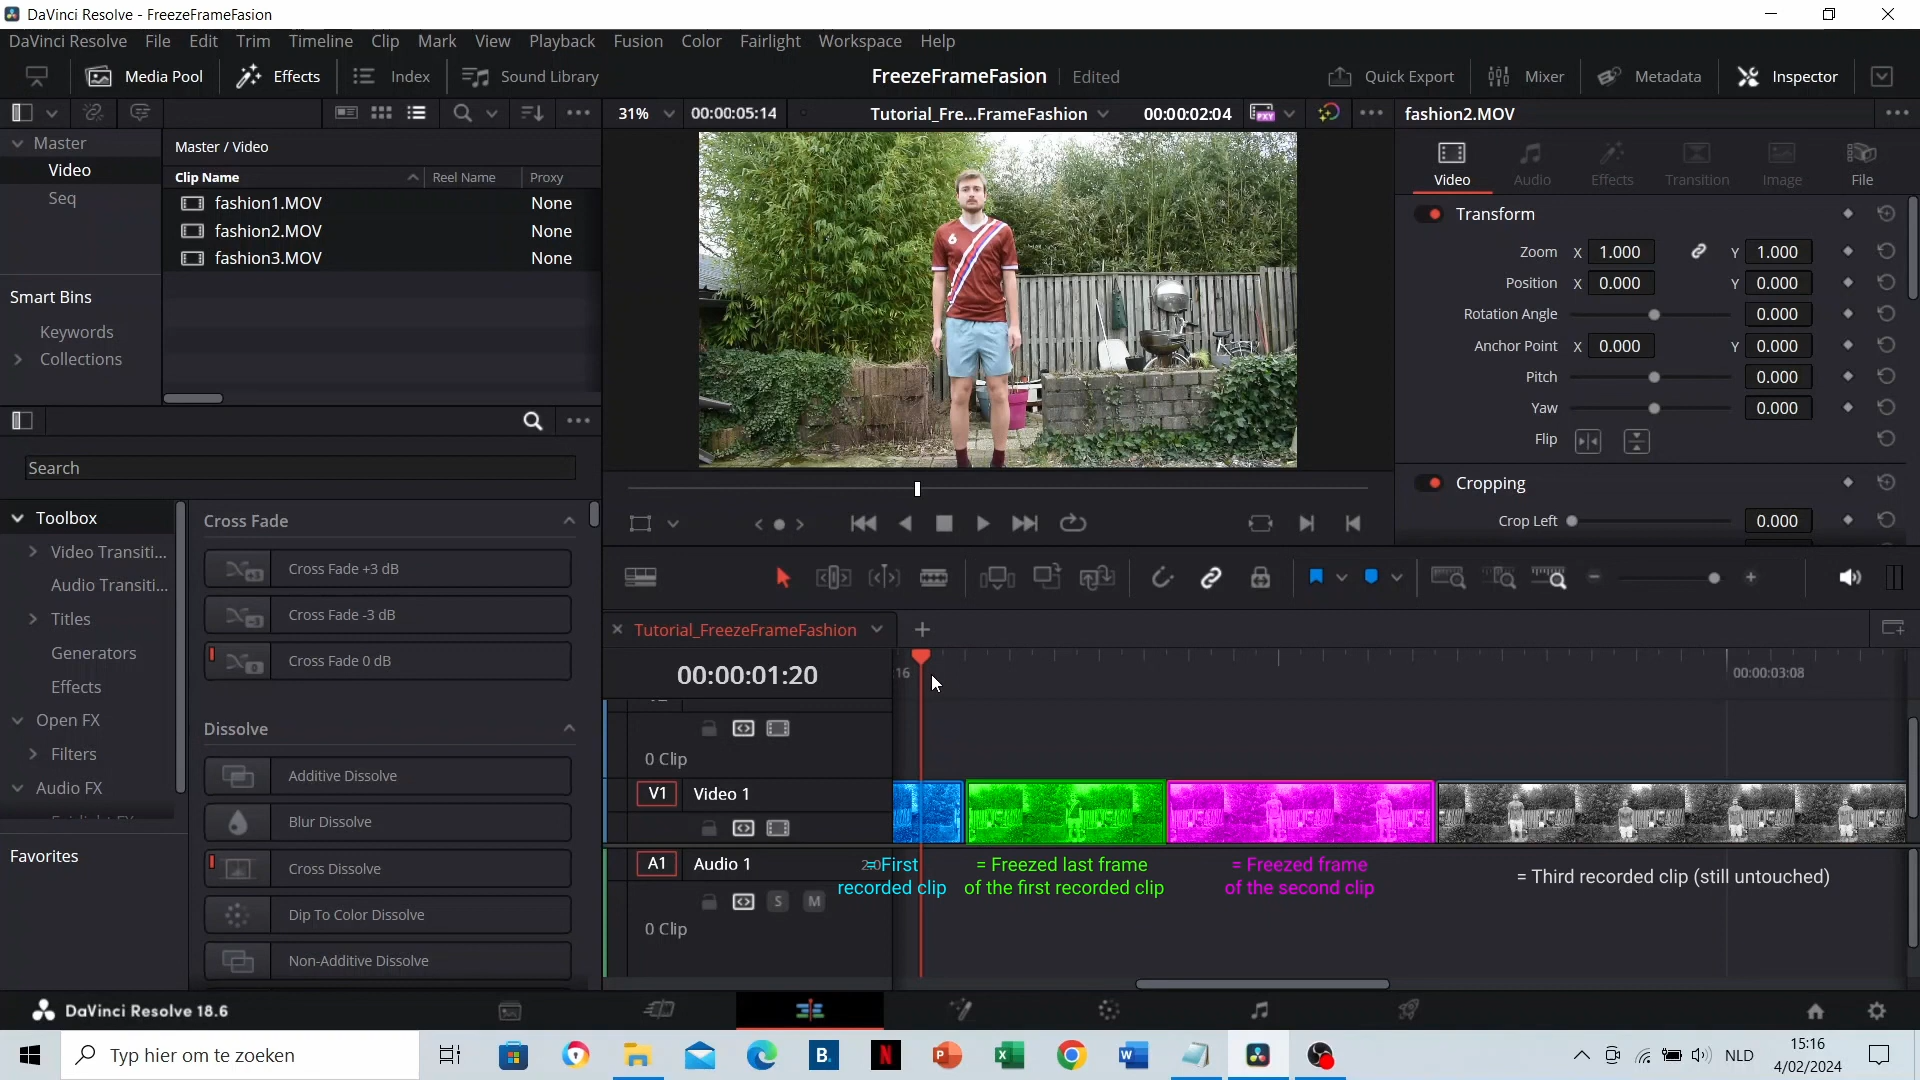 DaVinci Resolve - FreezeFrameFasion
DaVinci Resolve File Edit Trim Timeline Clip Mark View Playback Fusion Color Fairlight Workspace Help
Media Pool Effects Index Sound Library FreezeFrameFasion Edited Quick Export Mixer Metadata Inspector
31% 00:00:05:14 Tutorial_Fre...FrameFashion 00:00:02:04 PXY fashion2.MOV
Master
Video
Seq
Smart Bins
Keywords
Collections
Master / Video
Clip Name Reel Name Proxy
fashion1.MOV None
fashion2.MOV None
fashion3.MOV None
6
Video Audio Effects Transition Image File
Transform
Zoom X 1.000 Y 1.000
Position X 0.000 Y 0.000
Rotation Angle 0.000
Anchor Point X 0.000 Y 0.000
Pitch 0.000
Yaw 0.000
Flip
Cropping
Crop Left 0.000
Search
Toolbox
Video Transiti...
Audio Transiti...
Titles
Generators
Effects
Open FX
Filters
Audio FX
Favorites
Cross Fade
+3
Cross Fade +3 dB
-3
Cross Fade -3 dB
0
Cross Fade 0 dB
Dissolve
Additive Dissolve
Blur Dissolve
Cross Dissolve
Dip To Color Dissolve
Non-Additive Dissolve
Tutorial_FreezeFrameFashion
00:00:01:20 16 00:00:03:08
0 Clip
V1 Video 1
A1 Audio 1 2.0
S M
0 Clip
= First
recorded clip
= Freezed last frame
of the first recorded clip
= Freezed frame
of the second clip
= Third recorded clip (still untouched)
DaVinci Resolve 18.6
Typ hier om te zoeken
B.
N
P
X
W
NLD
15:16
4/02/2024